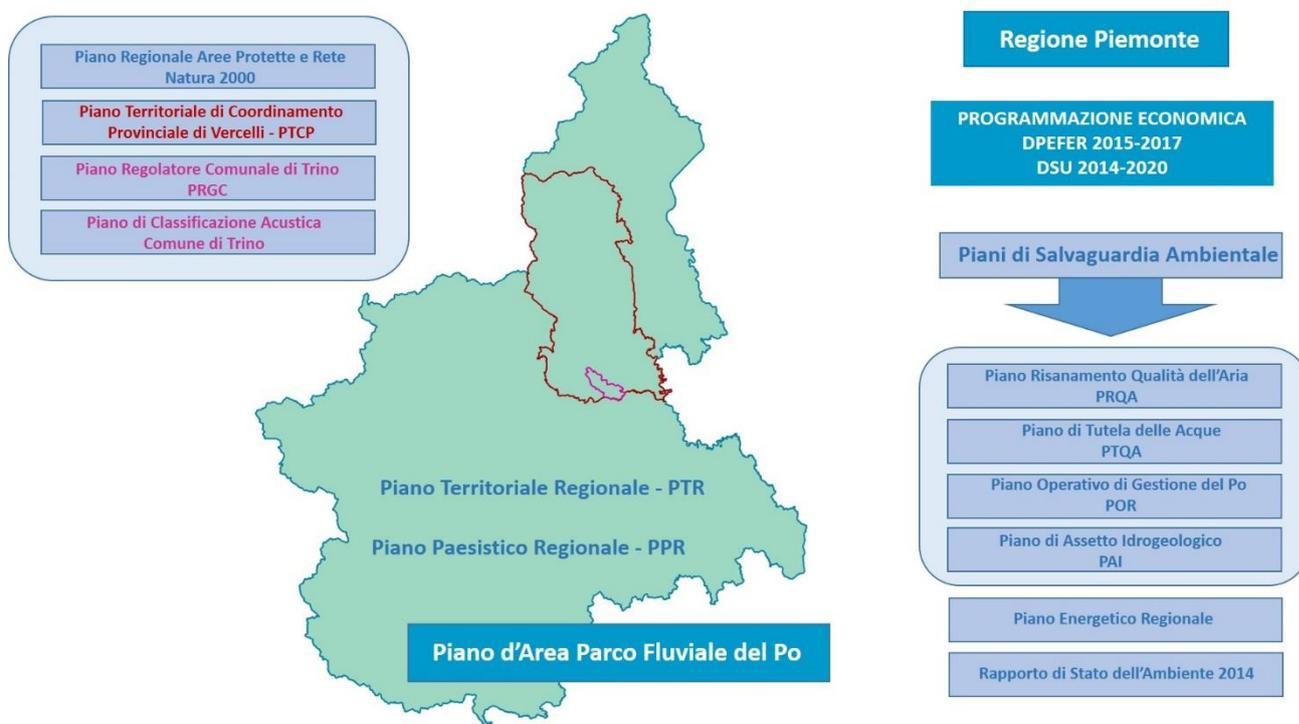 Piano Regionale Aree Protette e Rete
Natura 2000
Piano Territoriale di Coordinamento
Provinciale di Vercelli - PTCP
Piano Regolatore Comunale di Trino
PRGC
Piano di Classificazione Acustica
Comune di Trino
Piano Territoriale Regionale - PTR
Piano Paesistico Regionale - PPR
Piano d'Area Parco Fluviale del Po
Regione Piemonte
PROGRAMMAZIONE ECONOMICA
DPEFER 2015-2017
DSU 2014-2020
Piani di Salvaguardia Ambientale
Piano Risanamento Qualità dell'Aria
PRQA
Piano di Tutela delle Acque
PTQA
Piano Operativo di Gestione del Po
POR
Piano di Assetto Idrogeologico
PAI
Piano Energetico Regionale
Rapporto di Stato dell'Ambiente 2014